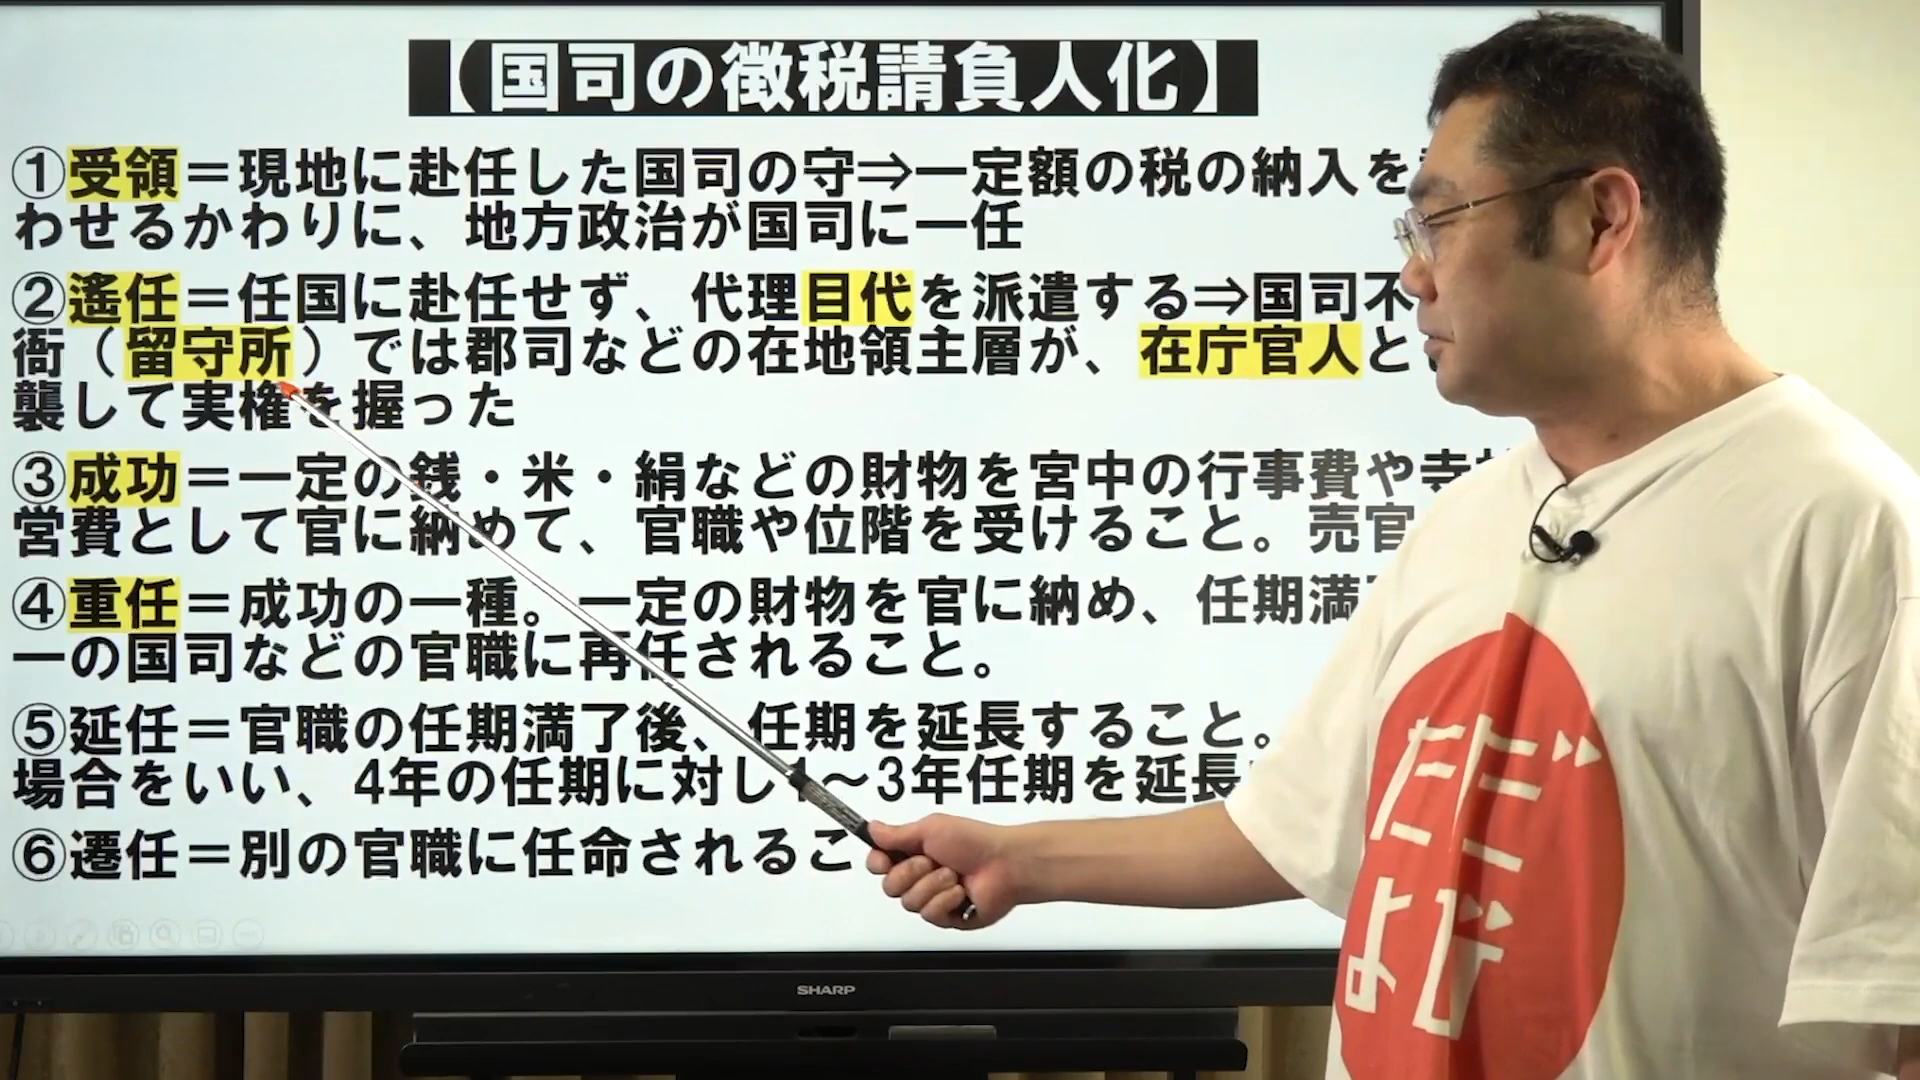 【国司の徴税請負人化】
①受領＝現地に赴任した国司の守⇒一定額の税の納入を
わせるかわりに、地方政治が国司に一任
②遙任＝任国に赴任せず、代理目代を派遣する⇒国司不
衙（留守所）では郡司などの在地領主層が、在庁官人と
襲して実権を握った
③成功＝一定の銭・米・絹などの財物を宮中の行事費や寺
営費として官に納めて、官職や位階を受けること。売官
④重任＝成功の一種。一定の財物を官に納め、任期満
一の国司などの官職に再任されること。
⑤延任＝官職の任期満了後、任期を延長すること。
場合をいい、4年の任期に対し1～3年任期を延長
⑥遷任＝別の官職に任命されるこ
SHARP
ただ
よび